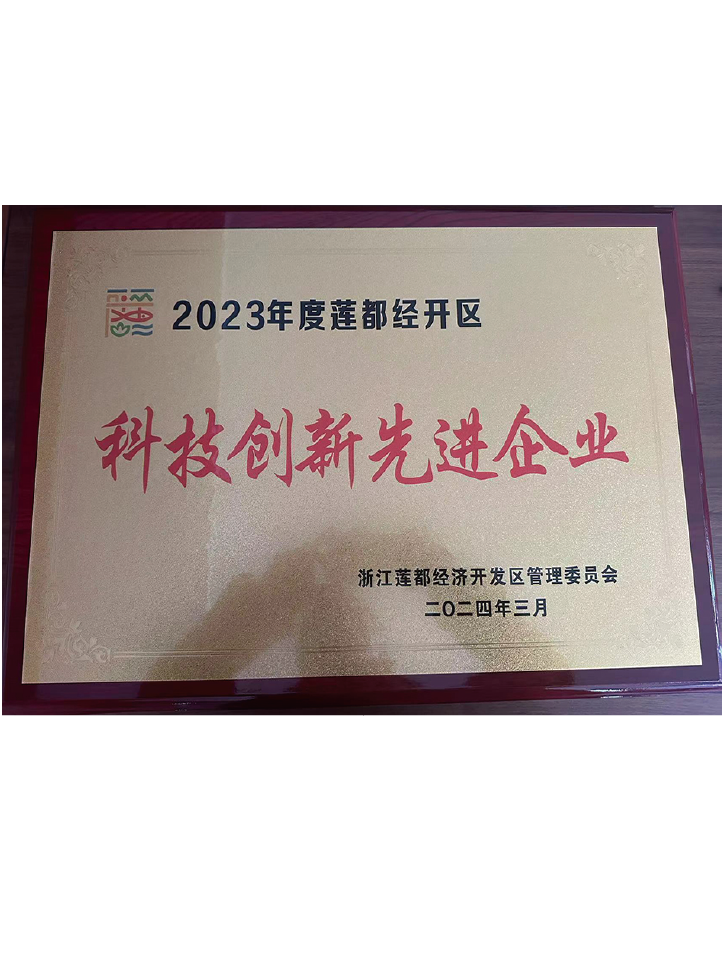 2023年度莲都经开区
科技创新先进企业
浙江莲都经济开发区管理委员会
二〇二四年三月